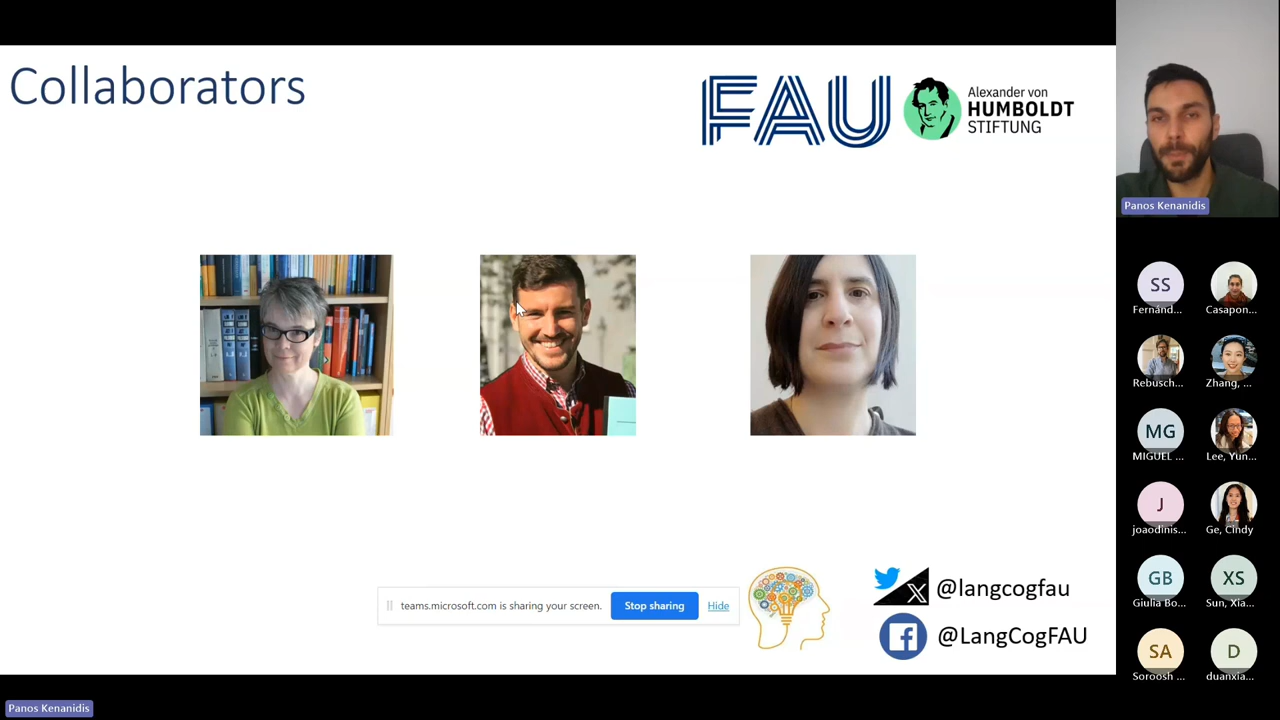 Collaborators
FAU
Alexander von
HUMBOLDT
STIFTUNG
Panos Kenanidis
SS
Fernánd...
Casapon...
Rebusch...
Zhang, ...
MG
MIGUEL ...
Lee, Yun...
J
joaodinis...
Ge, Cindy
GB
Giulia Bo...
XS
Sun, Xia...
SA
Soroosh ...
D
duanxia...
teams.microsoft.com is sharing your screen.
Stop sharing
Hide
@langcogfau
@LangCogFAU
Panos Kenanidis